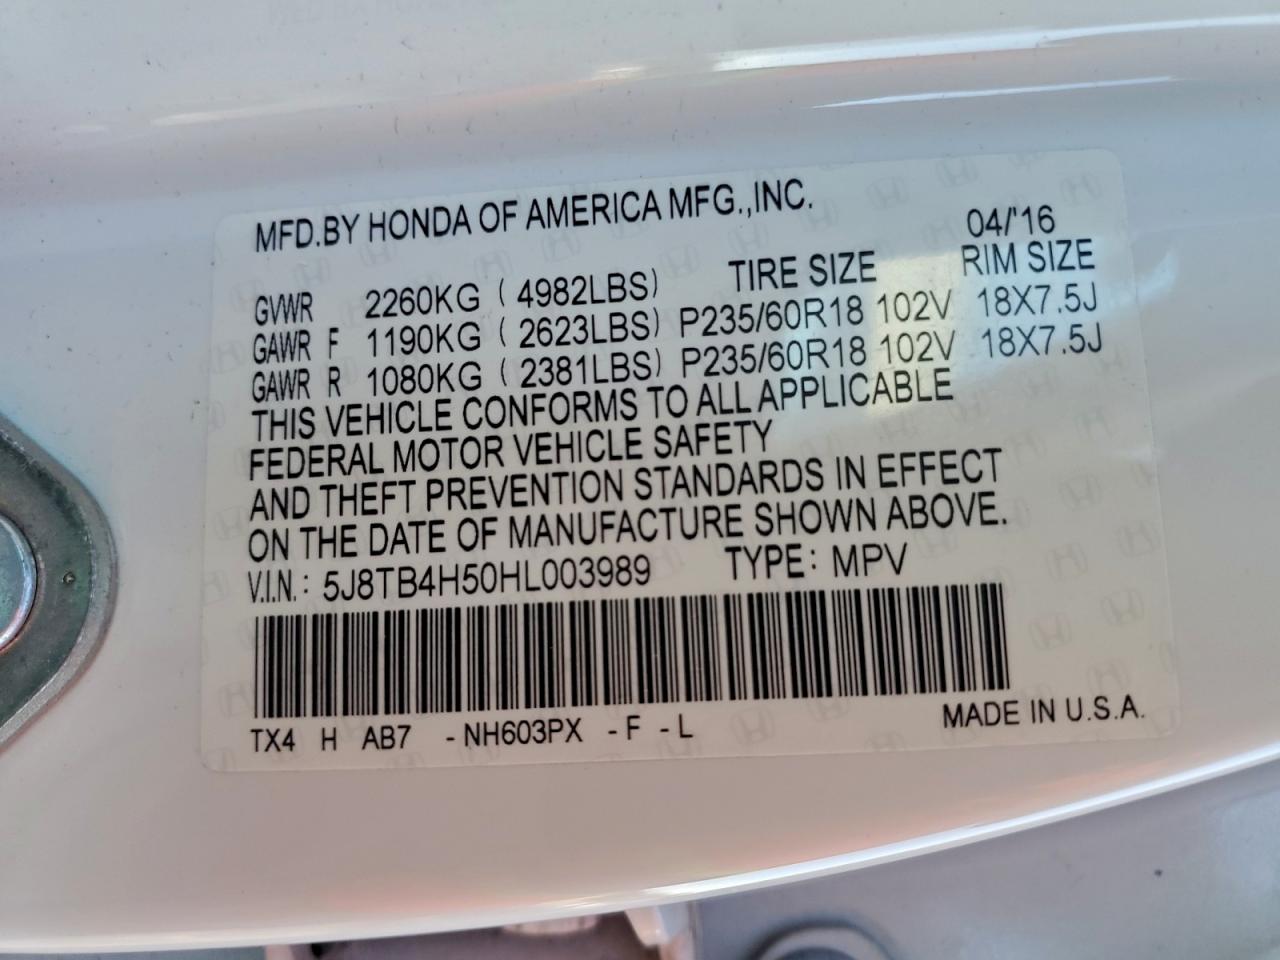 MFD.BY HONDA OF AMERICA MFG.,INC. 04/'16
TIRE SIZE RIM SIZE
GVWR 2260KG ( 4982LBS)
GAWR F 1190KG ( 2623LBS) P235/60R18 102V 18X7.5J
GAWR R 1080KG ( 2381LBS) P235/60R18 102V 18X7.5J
THIS VEHICLE CONFORMS TO ALL APPLICABLE
FEDERAL MOTOR VEHICLE SAFETY
AND THEFT PREVENTION STANDARDS IN EFFECT
ON THE DATE OF MANUFACTURE SHOWN ABOVE.
V.I.N.: 5J8TB4H50HL003989 TYPE: MPV
TX4 H AB7 -NH603PX -F -L MADE IN U.S.A.